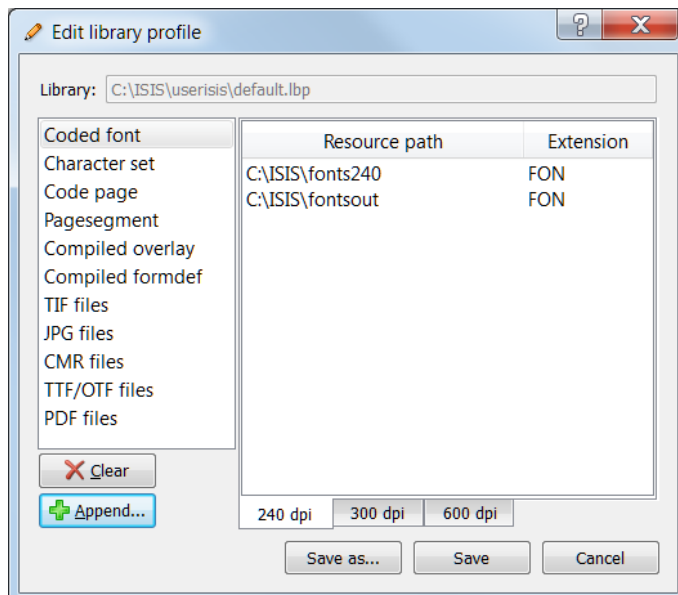 Edit library profile
Library: C:\ISIS\userisis\default.lbp
Coded font
Character set
Code page
Pagesegment
Compiled overlay
Compiled formdef
TIF files
JPG files
CMR files
TTF/OTF files
PDF files
Resource path Extension
C:\ISIS\fonts240 FON
C:\ISIS\fontsout FON
Clear
Append...
240 dpi 300 dpi 600 dpi
Save as... Save Cancel